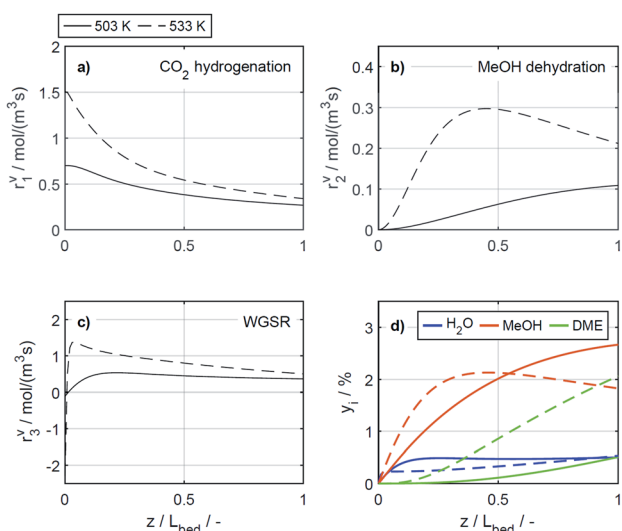 503 K 533 K
a) CO₂ hydrogenation
r₁ᵛ / mol/(m³s)
1.5
1
0.5
0
0 0.5 1
b) MeOH dehydration
r₂ᵛ / mol/(m³s)
0.4
0.3
0.2
0.1
0
0 0.5 1
c) WGSR
r₃ᵛ / mol/(m³s)
2
1
0
-1
-2
0 0.5 1
z / L_bed / -
d) H₂O MeOH DME
yᵢ / %
3
2
1
0
0 0.5 1
z / L_bed / -